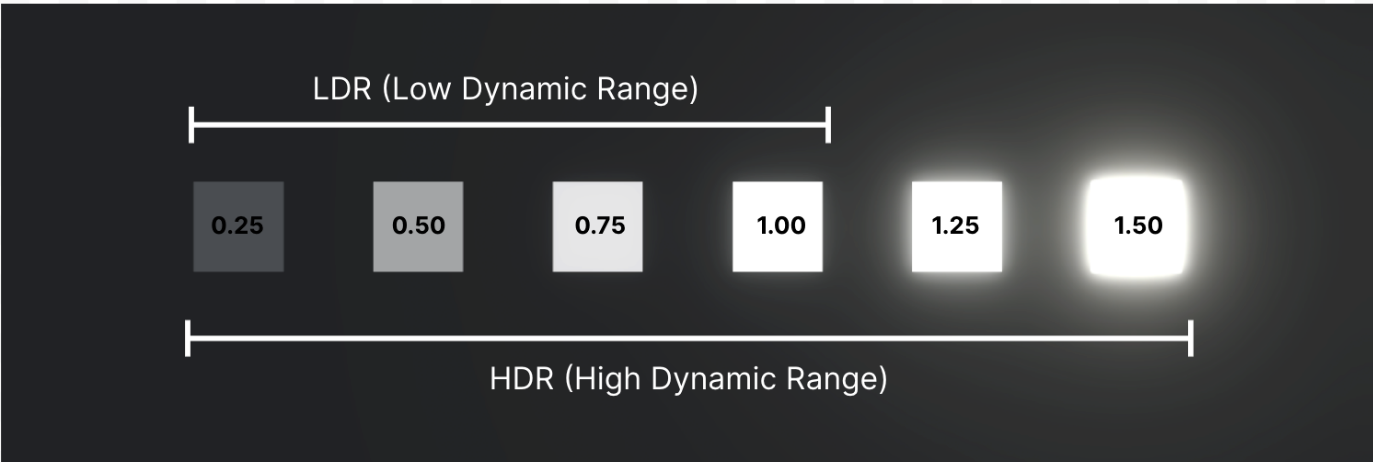 LDR (Low Dynamic Range)
0.25 0.50 0.75 1.00 1.25 1.50
HDR (High Dynamic Range)